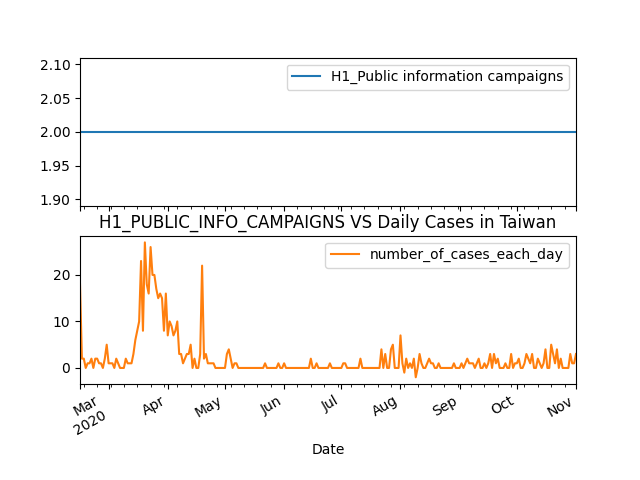 2.10
2.05
2.00
1.95
1.90
H1_Public information campaigns
H1_PUBLIC_INFO_CAMPAIGNS VS Daily Cases in Taiwan
number_of_cases_each_day
20
10
0
Mar
2020
Apr
May
Jun
Jul
Aug
Sep
Oct
Nov
Date